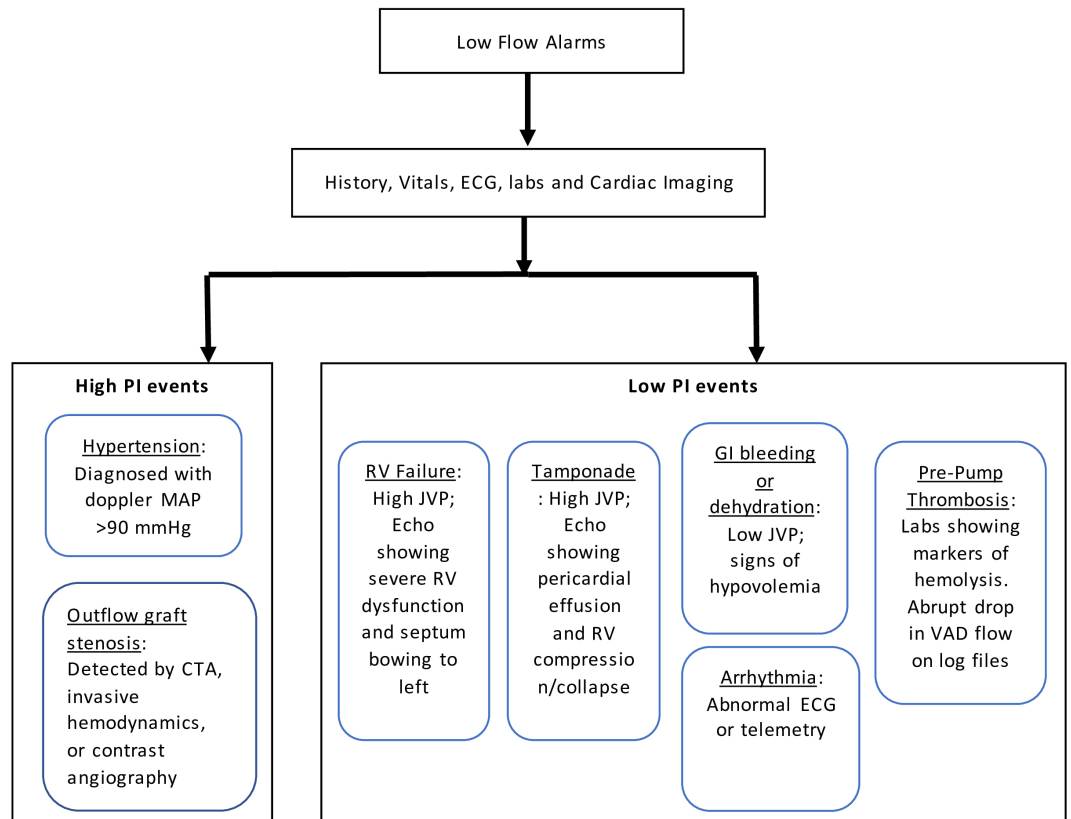 Low Flow Alarms
History, Vitals, ECG, labs and Cardiac Imaging
High PI events
Hypertension:
Diagnosed with
doppler MAP
>90 mmHg
Outflow graft
stenosis:
Detected by CTA,
invasive
hemodynamics,
or contrast
angiography
Low PI events
RV Failure:
High JVP;
Echo
showing
severe RV
dysfunction
and septum
bowing to
left
Tamponade
: High JVP;
Echo
showing
pericardial
effusion
and RV
compressio
n/collapse
GI bleeding
or
dehydration:
Low JVP;
signs of
hypovolemia
Arrhythmia:
Abnormal ECG
or telemetry
Pre-Pump
Thrombosis:
Labs showing
markers of
hemolysis.
Abrupt drop
in VAD flow
on log files